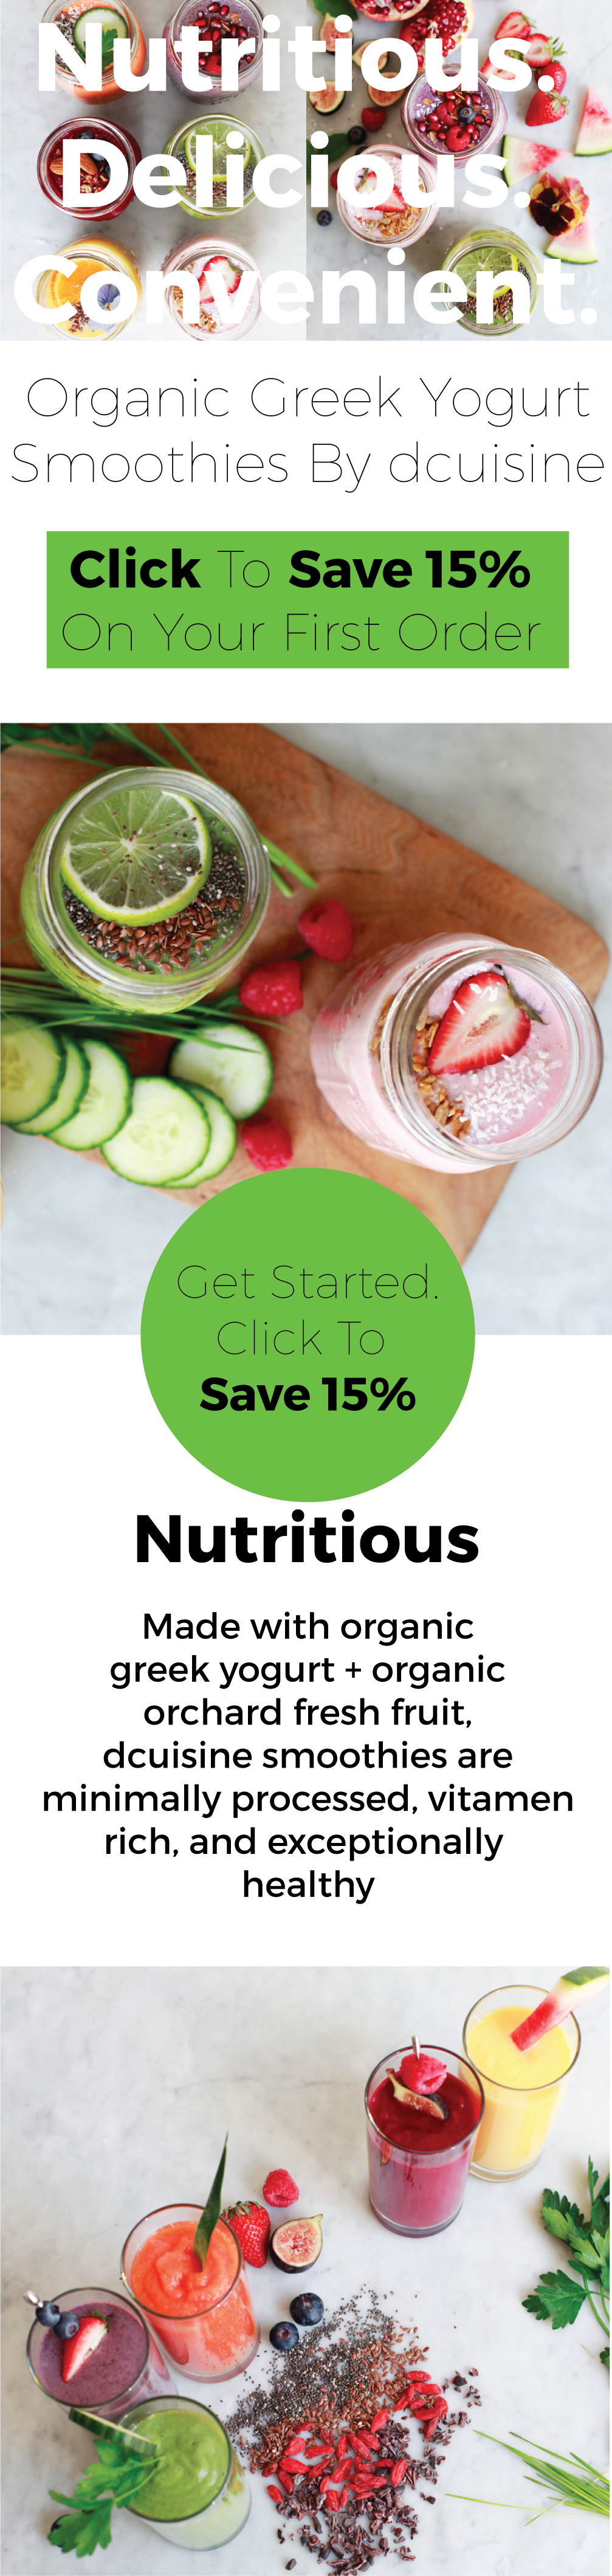 Nutritious.
Delicious.
Convenient.
Organic Greek Yogurt
Smoothies By dcuisine
Click To Save 15%
On Your First Order
Get Started.
Click To
Save 15%
Nutritious
Made with organic
greek yogurt + organic
orchard fresh fruit,
dcuisine smoothies are
minimally processed, vitamen
rich, and exceptionally
healthy